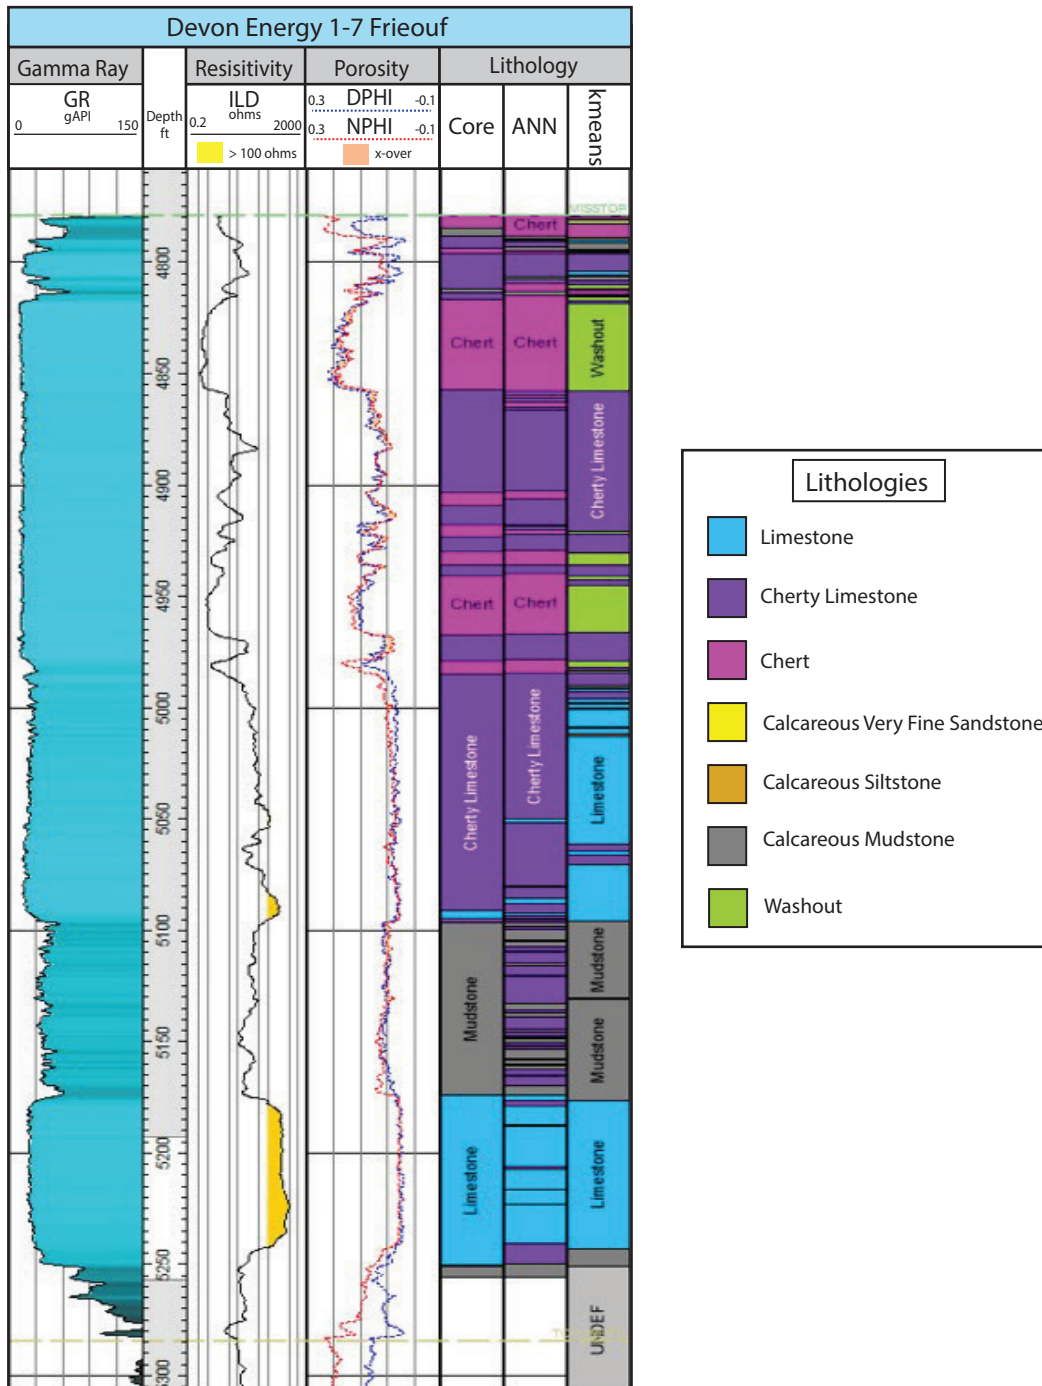 Devon Energy 1-7 Frieouf
Gamma Ray
Resisitivity
Porosity
Lithology
GR
gAPI
0
150
Depth
ft
ILD
ohms
0.2
2000
> 100 ohms
0.3
DPHI
-0.1
0.3
NPHI
-0.1
x-over
Core
ANN
kmeans
MISSTOP
Chert
4800
Chert
Chert
Washout
4850
Cherty Limestone
4900
4950
Chert
Chert
5000
Cherty Limestone
Cherty Limestone
Limestone
5050
5100
Mudstone
Mudstone
5150
Mudstone
5200
Limestone
Limestone
5250
UNDEF
5300
Lithologies
Limestone
Cherty Limestone
Chert
Calcareous Very Fine Sandstone
Calcareous Siltstone
Calcareous Mudstone
Washout